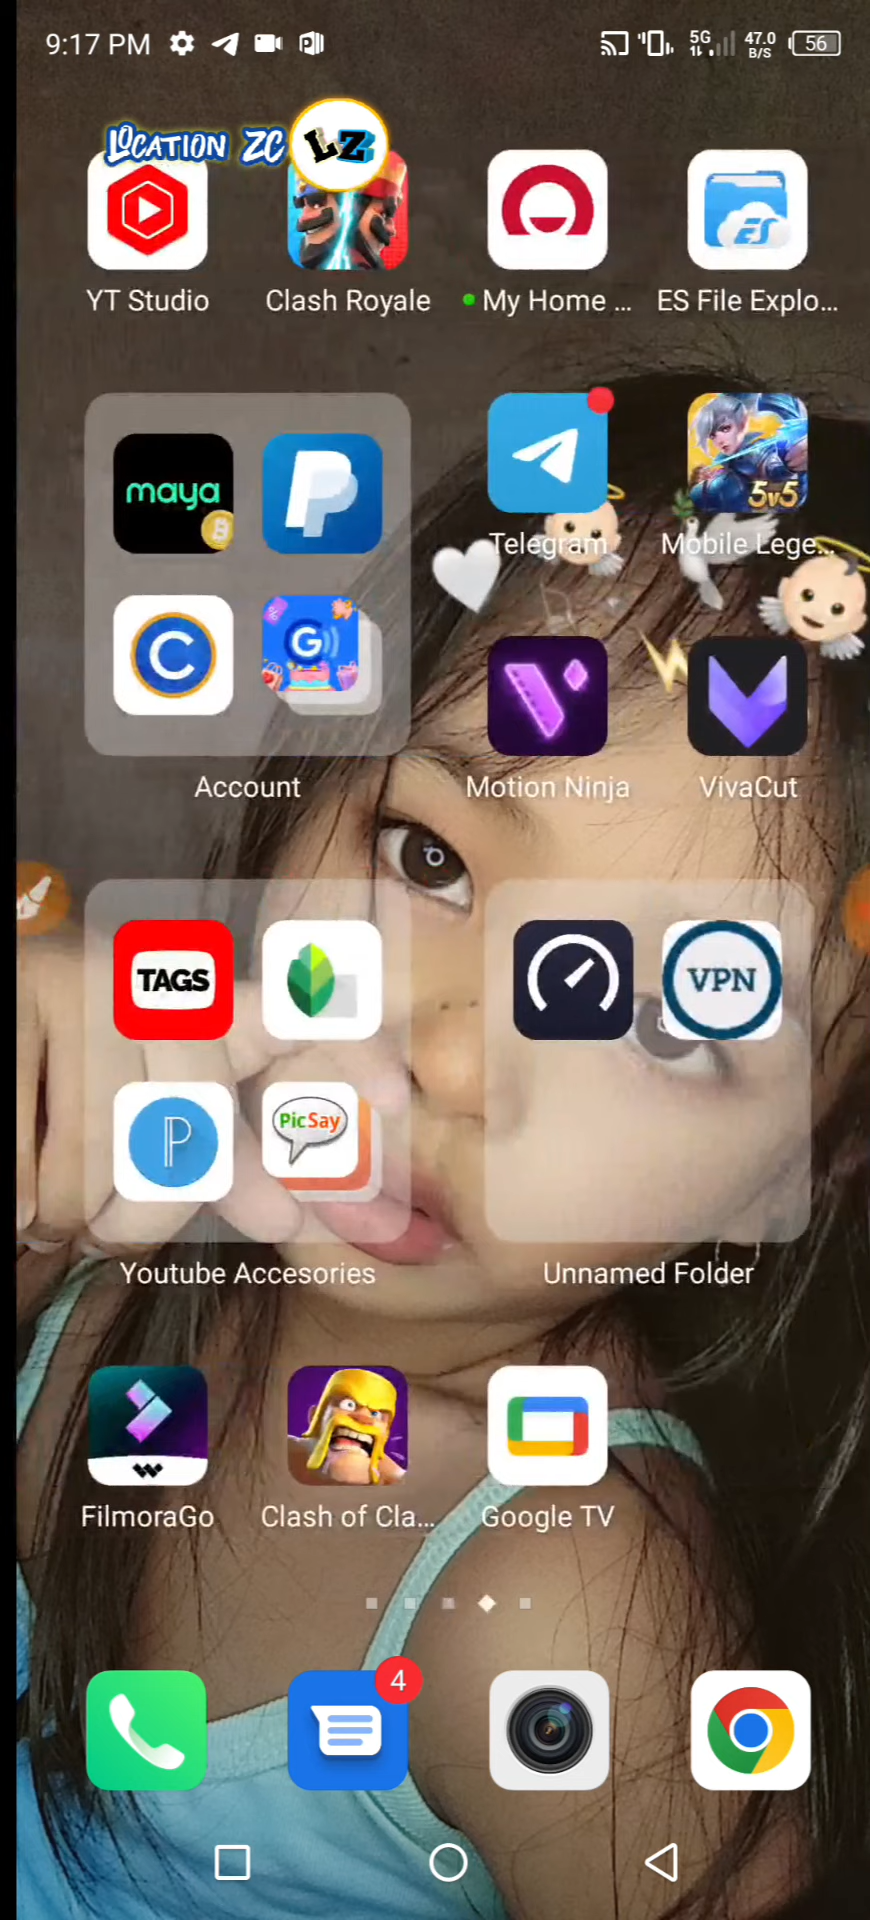 9:17 PM
5G
47.0
B/S
56
LOCATION ZC
LZ
YT Studio
Clash Royale
My Home ...
ES File Explo...
ES
maya
5v5
Telegram
Mobile Lege...
C
G
Account
Motion Ninja
VivaCut
TAGS
VPN
P
PicSay
Youtube Accesories
Unnamed Folder
FilmoraGo
Clash of Cla...
Google TV
4